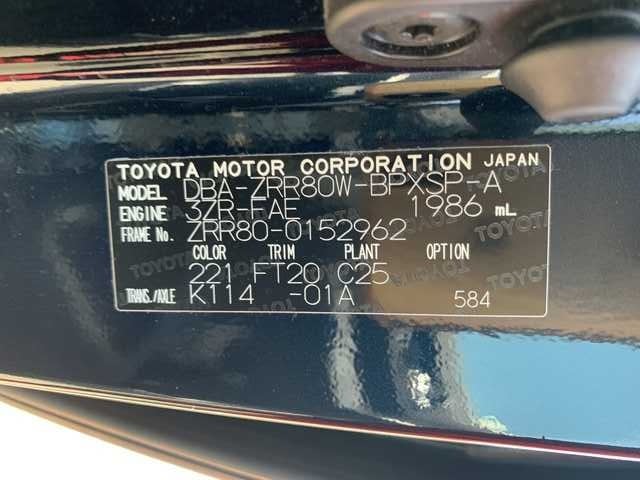 TOYOTA MOTOR CORPORATION JAPAN
MODEL DBA-ZRR80W-BPXSP-A
ENGINE 3ZR-FAE 1986 mL
FRAME No. ZRR80-0152962
COLOR TRIM PLANT OPTION
221 FT20 C25
TRANS./AXLE K114 -01A 584